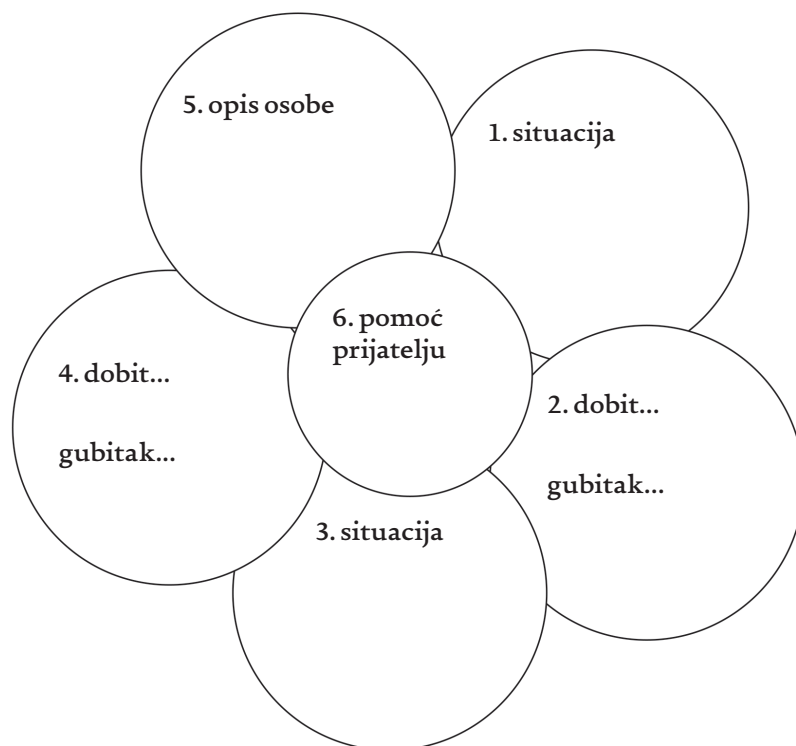 5. opis osobe
1. situacija
6. pomoć
prijatelju
4. dobit...
gubitak...
2. dobit...
gubitak...
3. situacija